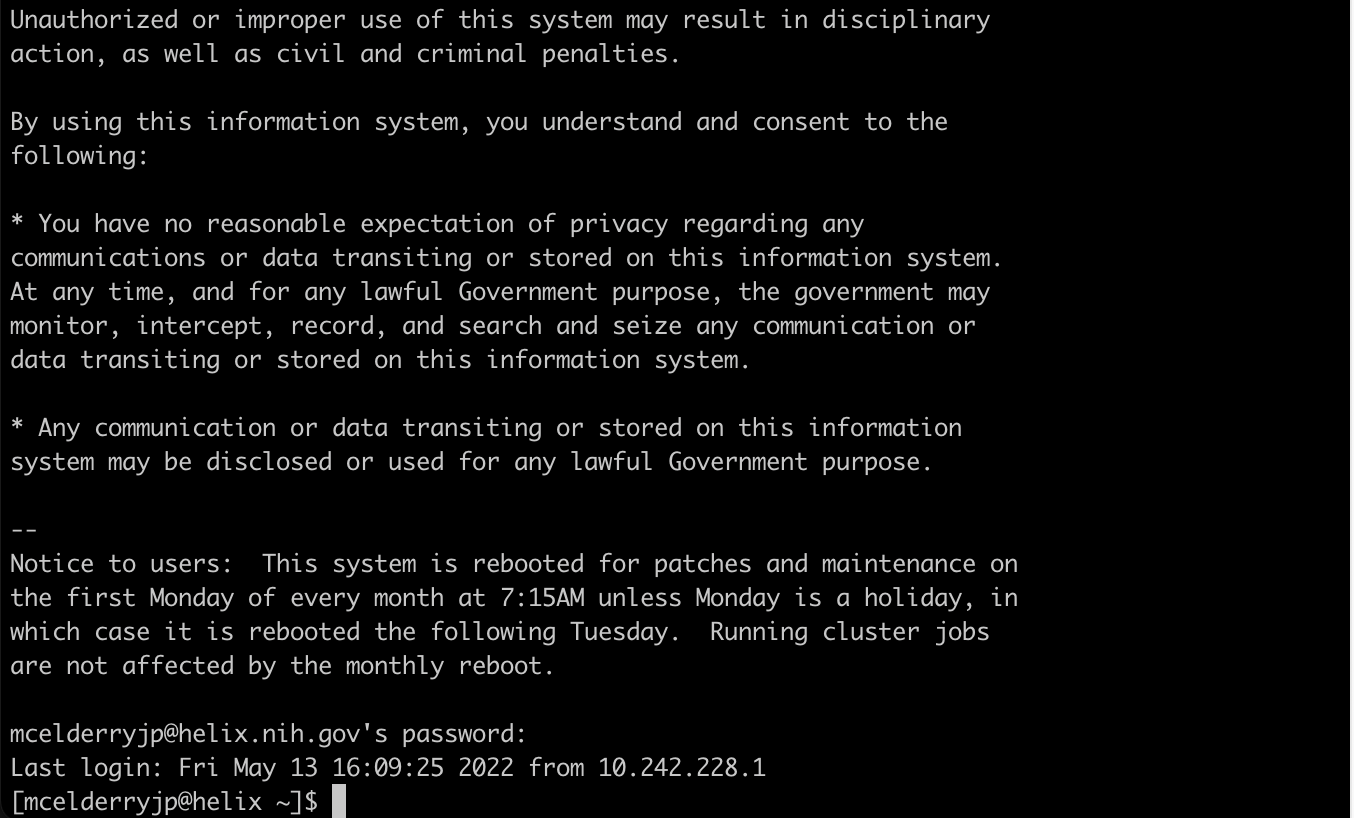 Unauthorized or improper use of this system may result in disciplinary
action, as well as civil and criminal penalties.
By using this information system, you understand and consent to the
following:
* You have no reasonable expectation of privacy regarding any
communications or data transiting or stored on this information system.
At any time, and for any lawful Government purpose, the government may
monitor, intercept, record, and search and seize any communication or
data transiting or stored on this information system.
* Any communication or data transiting or stored on this information
system may be disclosed or used for any lawful Government purpose.
--
Notice to users:  This system is rebooted for patches and maintenance on
the first Monday of every month at 7:15AM unless Monday is a holiday, in
which case it is rebooted the following Tuesday.  Running cluster jobs
are not affected by the monthly reboot.
mcelderryjp@helix.nih.gov's password:
Last login: Fri May 13 16:09:25 2022 from 10.242.228.1
[mcelderryjp@helix ~]$